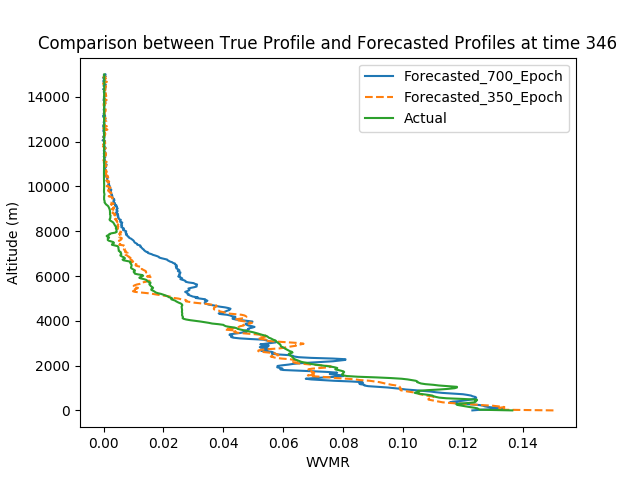 Comparison between True Profile and Forecasted Profiles at time 346
Forecasted_700_Epoch
Forecasted_350_Epoch
Actual
Altitude (m)
14000
12000
10000
8000
6000
4000
2000
0
0.00 0.02 0.04 0.06 0.08 0.10 0.12 0.14
WVMR